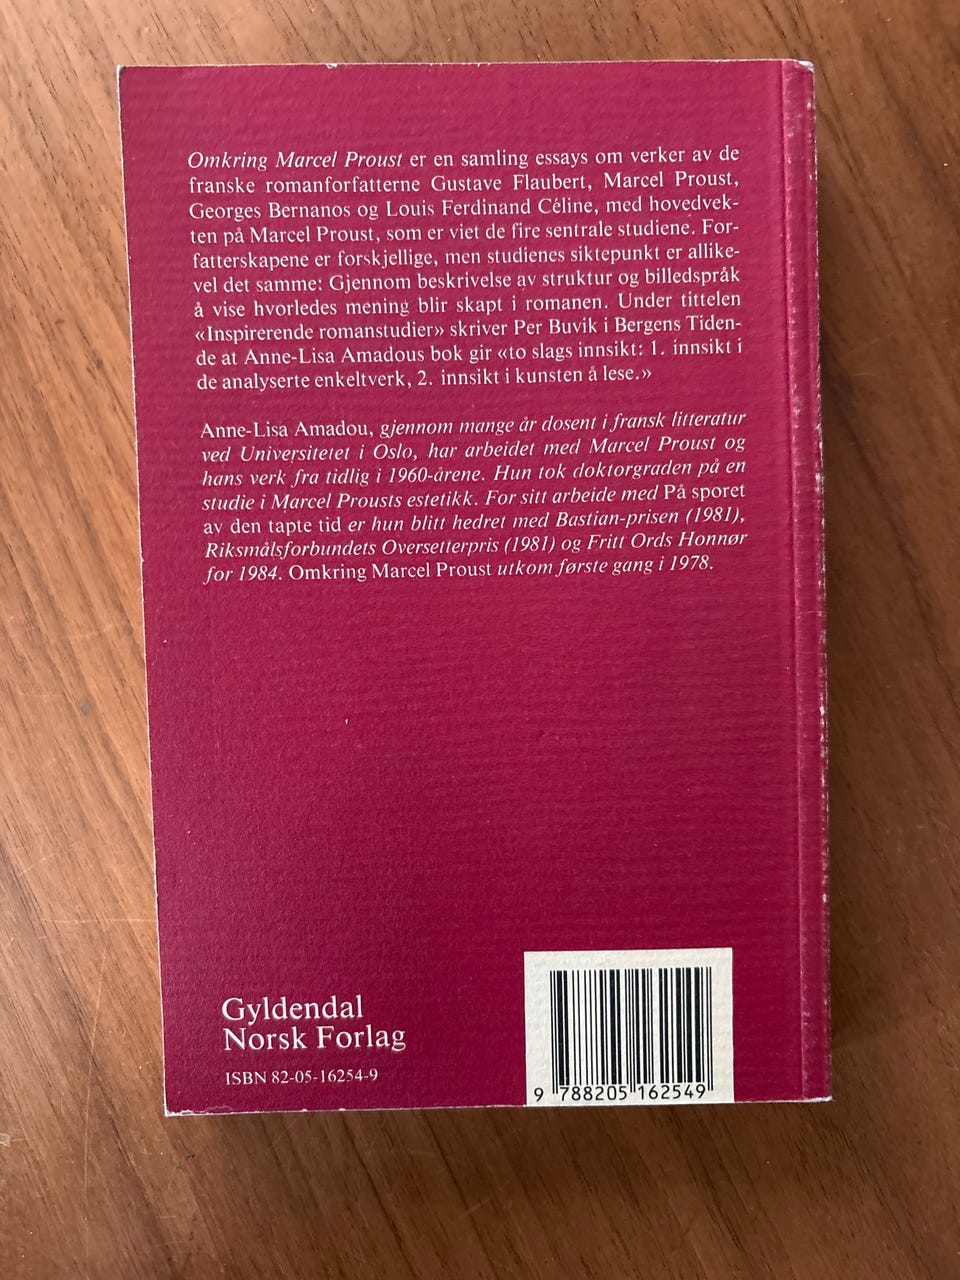 Omkring Marcel Proust er en samling essays om verker av de
franske romanforfatterne Gustave Flaubert, Marcel Proust,
Georges Bernanos og Louis Ferdinand Céline, med hovedvek-
ten på Marcel Proust, som er viet de fire sentrale studiene. For-
fatterskapene er forskjellige, men studienes siktepunkt er allike-
vel det samme: Gjennom beskrivelse av struktur og billedspråk
å vise hvorledes mening blir skapt i romanen. Under tittelen
«Inspirerende romanstudier» skriver Per Buvik i Bergens Tiden-
de at Anne-Lisa Amadous bok gir «to slags innsikt: 1. innsikt i
de analyserte enkeltverk, 2. innsikt i kunsten å lese.»
Anne-Lisa Amadou, gjennom mange år dosent i fransk litteratur
ved Universitetet i Oslo, har arbeidet med Marcel Proust og
hans verk fra tidlig i 1960-årene. Hun tok doktorgraden på en
studie i Marcel Prousts estetikk. For sitt arbeide med På sporet
av den tapte tid er hun blitt hedret med Bastian-prisen (1981),
Riksmålsforbundets Oversetterpris (1981) og Fritt Ords Honnør
for 1984. Omkring Marcel Proust utkom første gang i 1978.
Gyldendal
Norsk Forlag
ISBN 82-05-16254-9
9 788205 162549